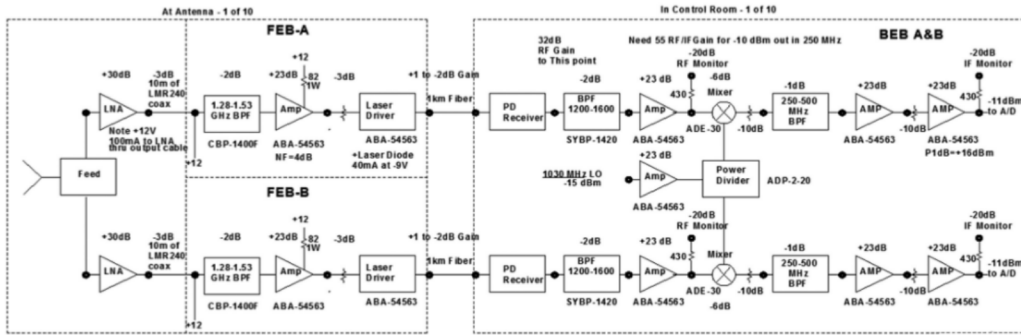 At Antenna - 1 of 10
In Control Room - 1 of 10
FEB-A
BEB A&B
+30dB
-3dB
10m of
LMR240
coax
LNA
Note +12V
100mA to LNA
thru output cable
Feed
-2dB
1.28-1.53
GHz BPF
CBP-1400F
+12
+12
82
1W
+23dB
Amp
ABA-54563
NF=4dB
-3dB
Laser
Driver
ABA-54563
+Laser Diode
40mA at -9V
+1 to -2dB Gain
1km Fiber
32dB
RF Gain
to This point
Need 55 RF/IFGain for -10 dBm out in 250 MHz
PD
Receiver
-2dB
BPF
1200-1600
SYBP-1420
+23 dB
Amp
ABA-54563
-20dB
RF Monitor
430
-6dB
Mixer
ADE-30
-10dB
-1dB
250-500
MHz
BPF
+23dB
AMP
ABA-54563
-10dB
+23dB
AMP
ABA-54563
P1dB=+16dBm
-20dB
IF Monitor
430
-11dBm
to A/D
1030 MHz LO
-15 dBm
+23 dB
Amp
ABA-54563
Power
Divider
ADP-2-20
FEB-B
+30dB
-3dB
10m of
LMR240
coax
LNA
-2dB
1.28-1.53
GHz BPF
CBP-1400F
+12
+12
82
1W
+23dB
Amp
ABA-54563
-3dB
Laser
Driver
ABA-54563
+1 to -2dB Gain
1km Fiber
PD
Receiver
-2dB
BPF
1200-1600
SYBP-1420
+23 dB
Amp
ABA-54563
-20dB
RF Monitor
430
Mixer
ADE-30
-6dB
-10dB
-1dB
250-500
MHz
BPF
+23dB
AMP
ABA-54563
-10dB
+23dB
AMP
ABA-54563
-20dB
IF Monitor
430
-11dBm
to A/D